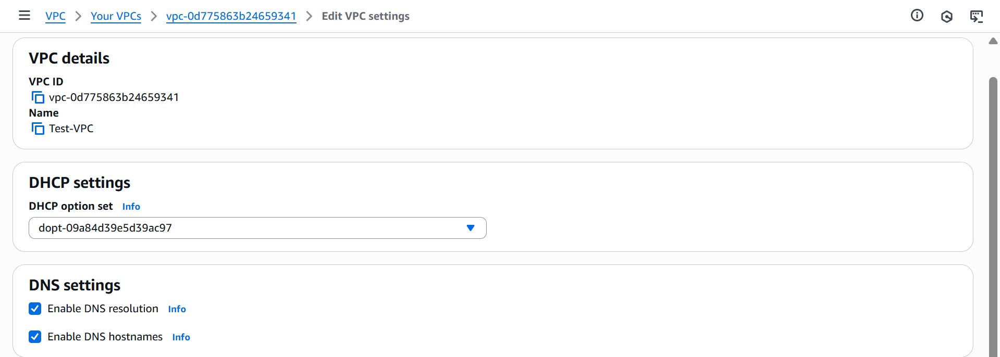 VPC > Your VPCs > vpc-0d775863b24659341 > Edit VPC settings
VPC details
VPC ID
vpc-0d775863b24659341
Name
Test-VPC
DHCP settings
DHCP option set Info
dopt-09a84d39e5d39ac97
DNS settings
Enable DNS resolution Info
Enable DNS hostnames Info